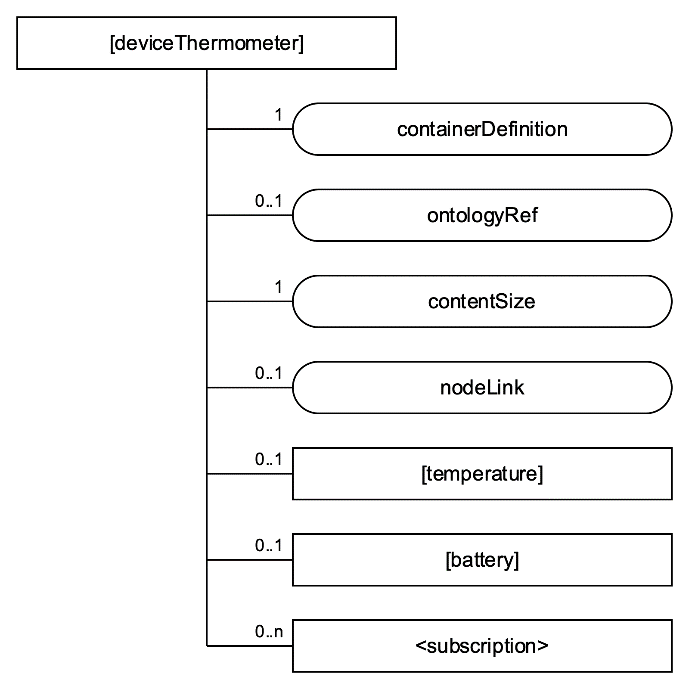 [deviceThermometer]
1
containerDefinition
0..1
ontologyRef
1
contentSize
0..1
nodeLink
0..1
[temperature]
0..1
[battery]
0..n
<subscription>